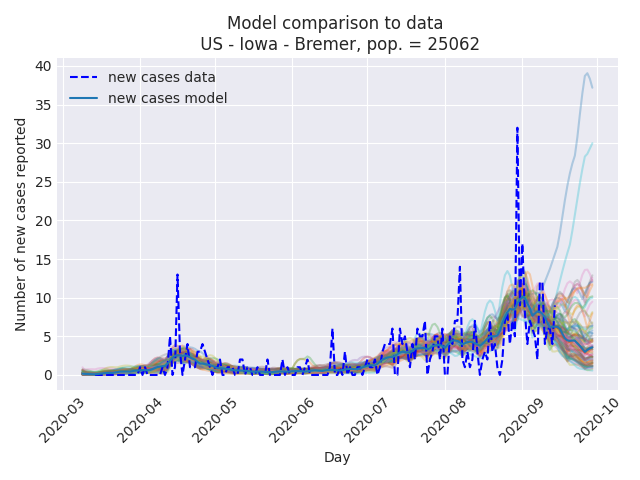 Model comparison to data
US - Iowa - Bremer, pop. = 25062
new cases data
new cases model
Number of new cases reported
40
35
30
25
20
15
10
5
0
2020-03
2020-04
2020-05
2020-06
2020-07
2020-08
2020-09
2020-10
Day